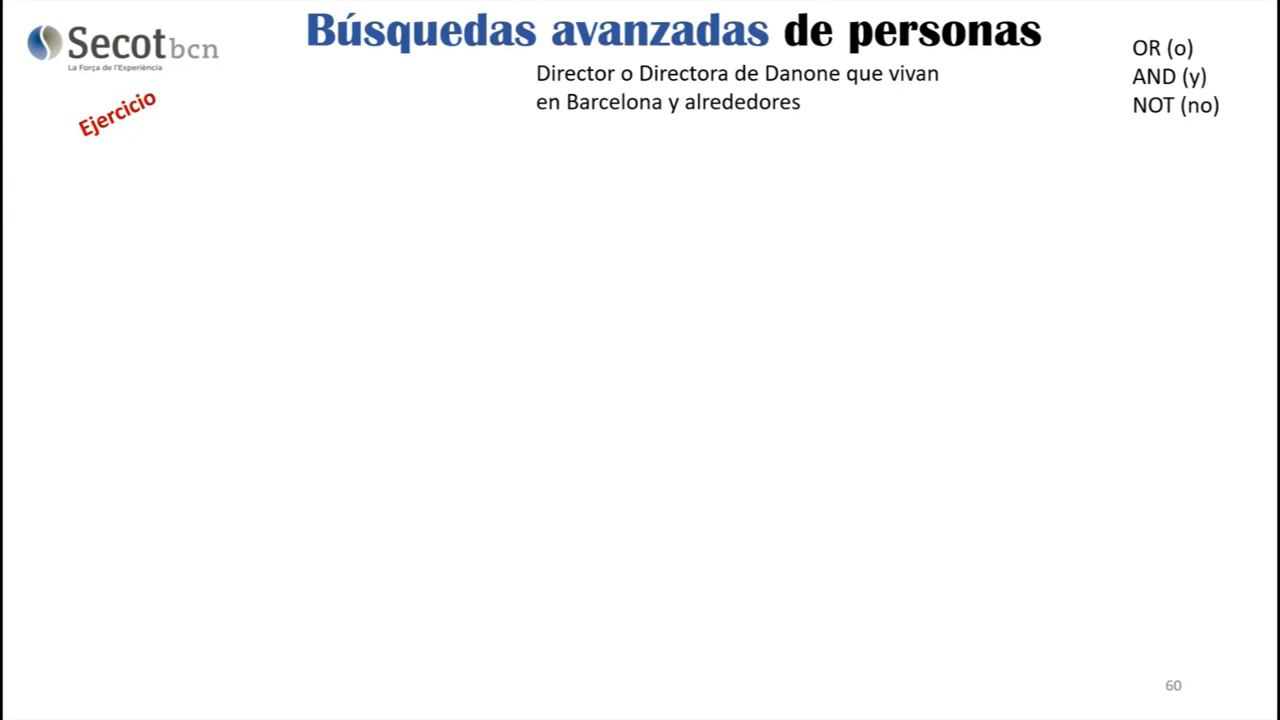 Secot bcn
La Força de l'Experiència
Ejercicio
Búsquedas avanzadas de personas
Director o Directora de Danone que vivan
en Barcelona y alrededores
OR (o)
AND (y)
NOT (no)
60